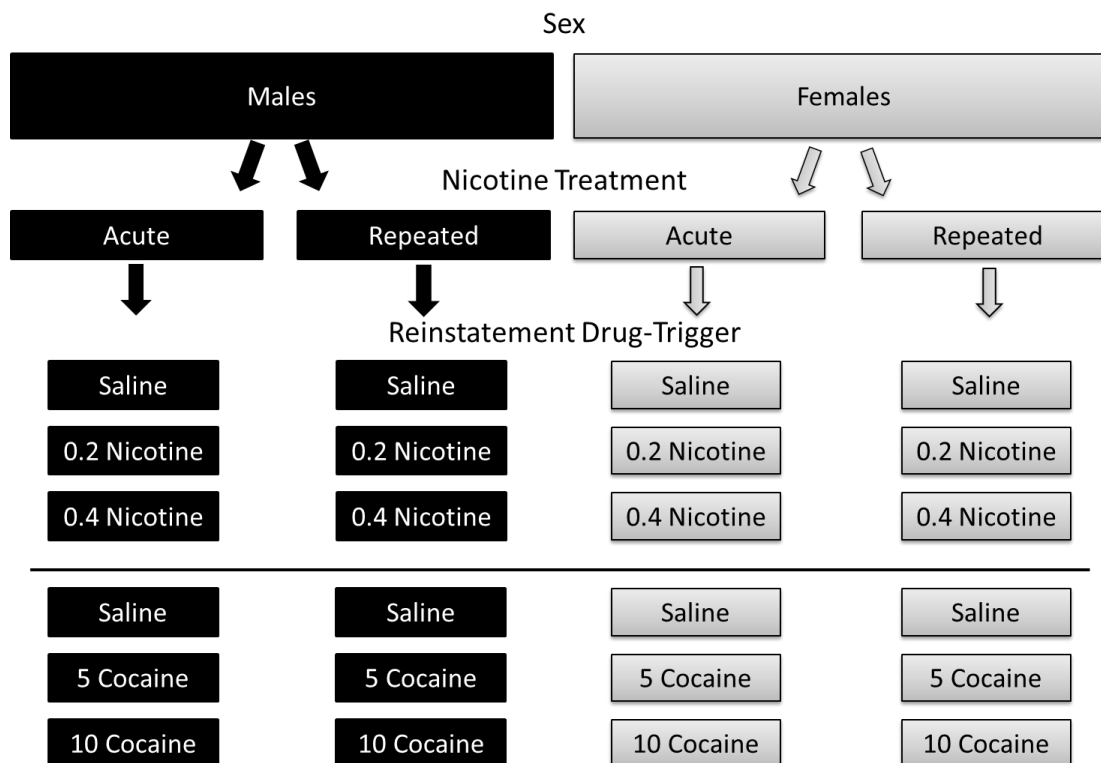 Sex
Males Females
Nicotine Treatment
Acute Repeated Acute Repeated
Reinstatement Drug-Trigger
Saline Saline Saline Saline
0.2 Nicotine 0.2 Nicotine 0.2 Nicotine 0.2 Nicotine
0.4 Nicotine 0.4 Nicotine 0.4 Nicotine 0.4 Nicotine
Saline Saline Saline Saline
5 Cocaine 5 Cocaine 5 Cocaine 5 Cocaine
10 Cocaine 10 Cocaine 10 Cocaine 10 Cocaine